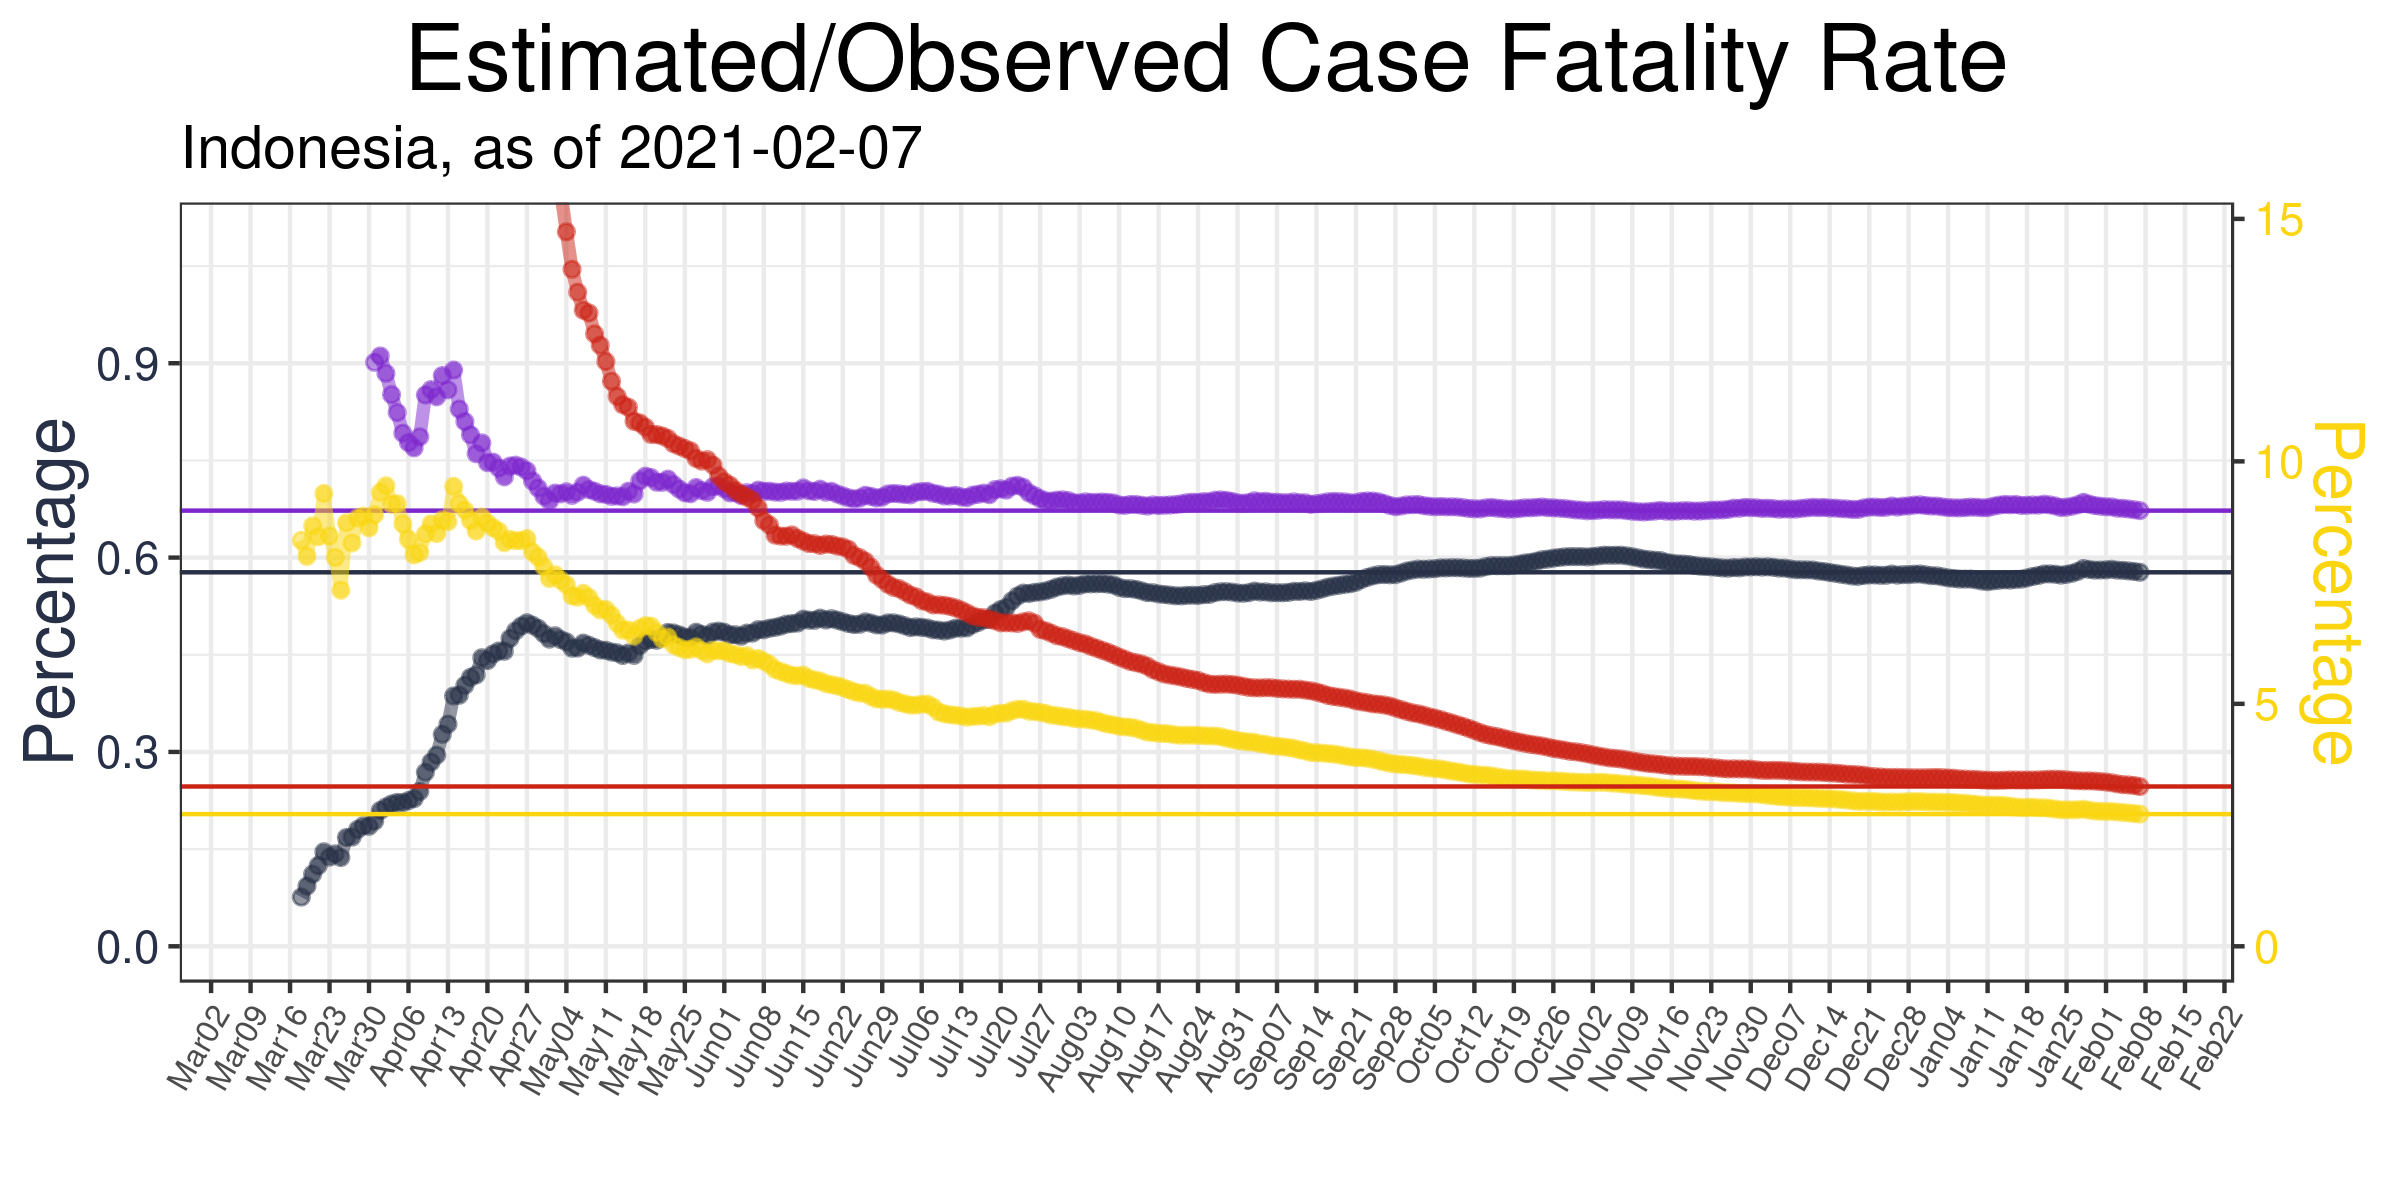 Estimated/Observed Case Fatality Rate
Indonesia, as of 2021-02-07
Percentage
0.9
0.6
0.3
0.0
15
10
5
0
Percentage
Mar02
Mar09
Mar16
Mar23
Mar30
Apr06
Apr13
Apr20
Apr27
May04
May11
May18
May25
Jun01
Jun08
Jun15
Jun22
Jun29
Jul06
Jul13
Jul20
Jul27
Aug03
Aug10
Aug17
Aug24
Aug31
Sep07
Sep14
Sep21
Sep28
Oct05
Oct12
Oct19
Oct26
Nov02
Nov09
Nov16
Nov23
Nov30
Dec07
Dec14
Dec21
Dec28
Dec04
Jan11
Jan18
Jan25
Feb01
Feb08
Feb15
Feb22